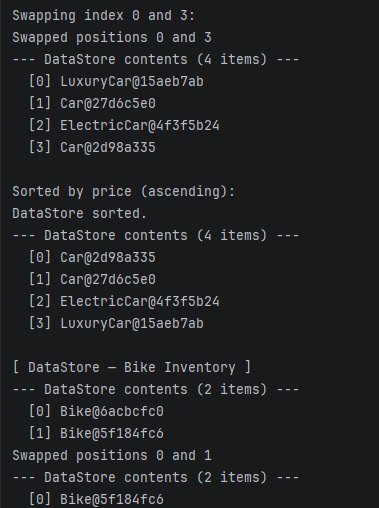 Swapping index 0 and 3:
Swapped positions 0 and 3
--- DataStore contents (4 items) ---
[0] LuxuryCar@15aeb7ab
[1] Car@27d6c5e0
[2] ElectricCar@4f3f5b24
[3] Car@2d98a335
Sorted by price (ascending):
DataStore sorted.
--- DataStore contents (4 items) ---
[0] Car@2d98a335
[1] Car@27d6c5e0
[2] ElectricCar@4f3f5b24
[3] LuxuryCar@15aeb7ab
[ DataStore — Bike Inventory ]
--- DataStore contents (2 items) ---
[0] Bike@6acbcfc0
[1] Bike@5f184fc6
Swapped positions 0 and 1
--- DataStore contents (2 items) ---
[0] Bike@5f184fc6